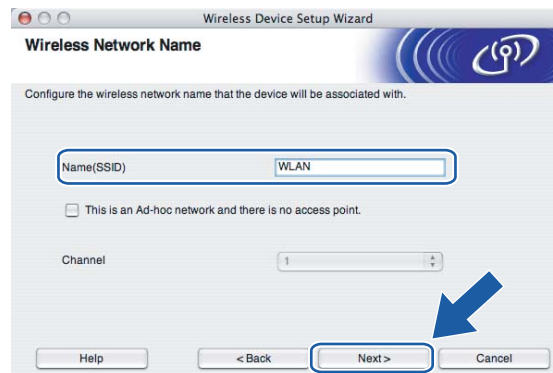 Wireless Device Setup Wizard
Wireless Network Name
Configure the wireless network name that the device will be associated with.
Name(SSID) WLAN
This is an Ad-hoc network and there is no access point.
Channel 1
Help < Back Next > Cancel